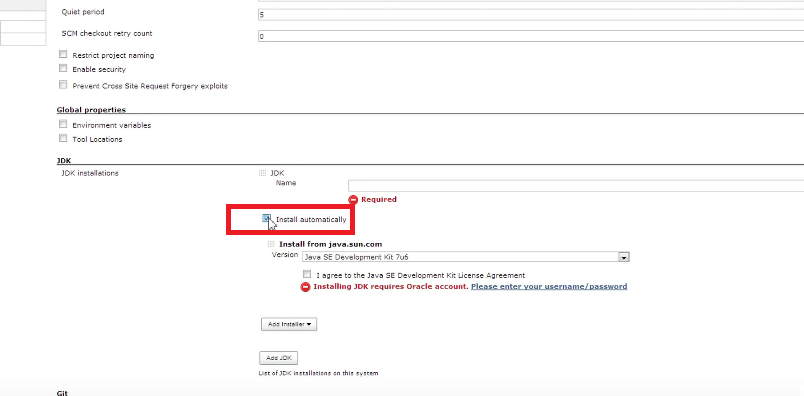 Quiet period
5
SCM checkout retry count
0
Restrict project naming
Enable security
Prevent Cross Site Request Forgery exploits
Global properties
Environment variables
Tool Locations
JDK
JDK installations
JDK
Name
Required
Install automatically
Install from java.sun.com
Version
Java SE Development Kit 7u6
I agree to the Java SE Development Kit License Agreement
Installing JDK requires Oracle account. Please enter your username/password
Add Installer
Add JDK
List of JDK installations on this system
Git